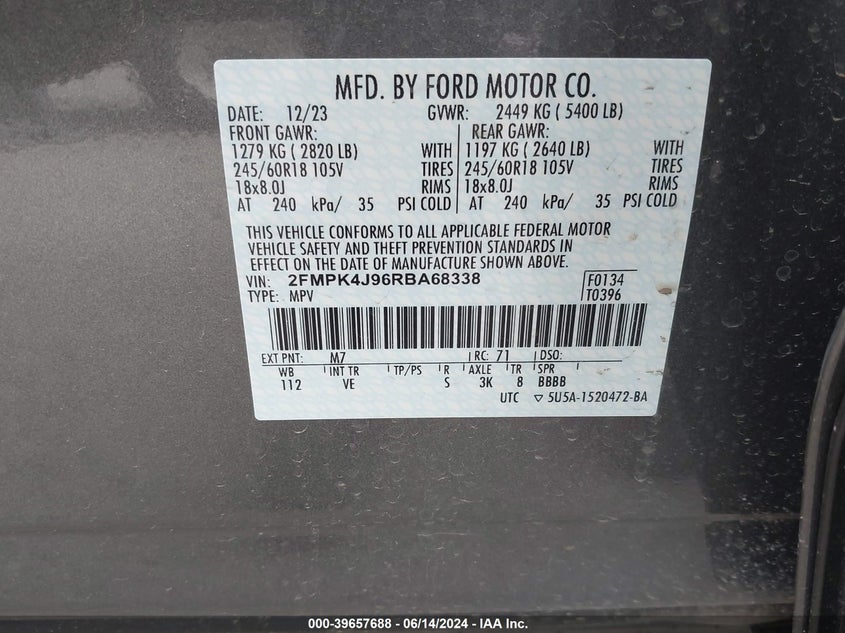 MFD. BY FORD MOTOR CO.
DATE: 12/23 GVWR: 2449 KG ( 5400 LB)
FRONT GAWR: REAR GAWR:
1279 KG ( 2820 LB) WITH 1197 KG ( 2640 LB) WITH
245/60R18 105V TIRES 245/60R18 105V TIRES
18x8.0J RIMS 18x8.0J RIMS
AT 240 kPa/ 35 PSI COLD AT 240 kPa/ 35 PSI COLD
THIS VEHICLE CONFORMS TO ALL APPLICABLE FEDERAL MOTOR
VEHICLE SAFETY AND THEFT PREVENTION STANDARDS IN
EFFECT ON THE DATE OF MANUFACTURE SHOWN ABOVE.
VIN: 2FMPK4J96RBA68338 F0134
TYPE: MPV T0396
EXT PNT: M7 RC: 71 DSO:
WB INT TR TP/PS R AXLE TR SPR
112 VE S 3K 8 BBBB
UTC ▽ 5U5A-1520472-BA
000-39657688 - 06/14/2024 - IAA Inc.